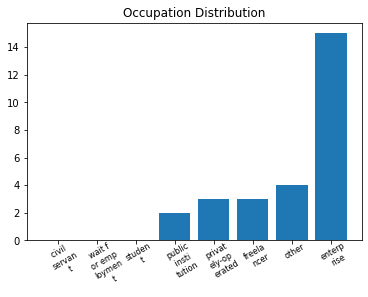 Occupation Distribution
14
12
10
8
6
4
2
0
civil
servan
t
wait f
or emp
loymen
t
studen
t
public
insti
tution
privat
ely-op
erated
freela
ncer
other
enterp
rise